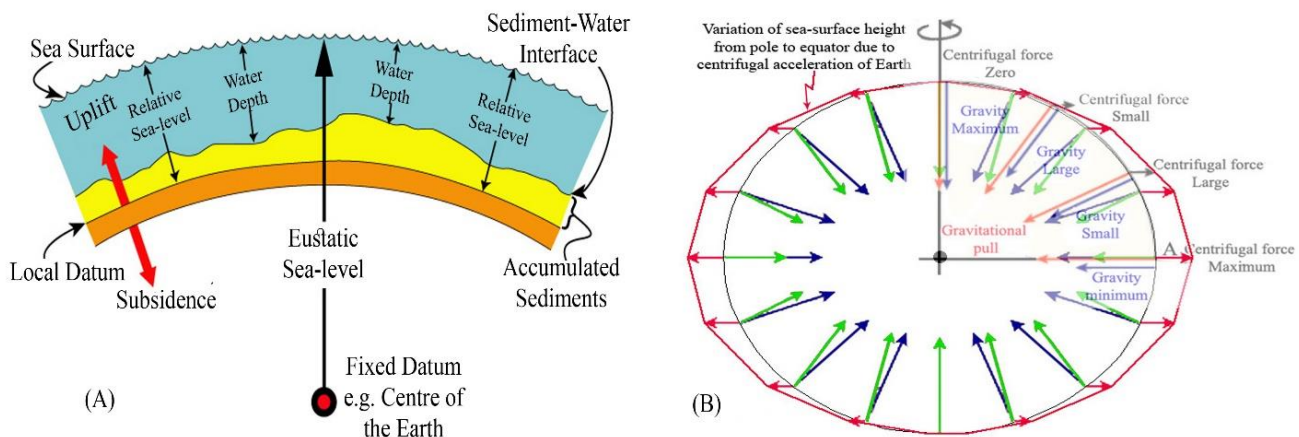 Sea Surface
Uplift
Relative
Sea-level
Water
Depth
Water
Depth
Relative
Sea-level
Sediment-Water
Interface
Local Datum
Subsidence
Eustatic
Sea-level
Accumulated
Sediments
Fixed Datum
e.g. Centre of
the Earth
(A)
Variation of sea-surface height
from pole to equator due to
centrifugal acceleration of Earth
Centrifugal force
Zero
Centrifugal force
Small
Gravity
Maximum
Gravity
Large
Centrifugal force
Large
Gravity
Small
Gravitational
pull
A
Centrifugal force
Maximum
Gravity
minimum
(B)